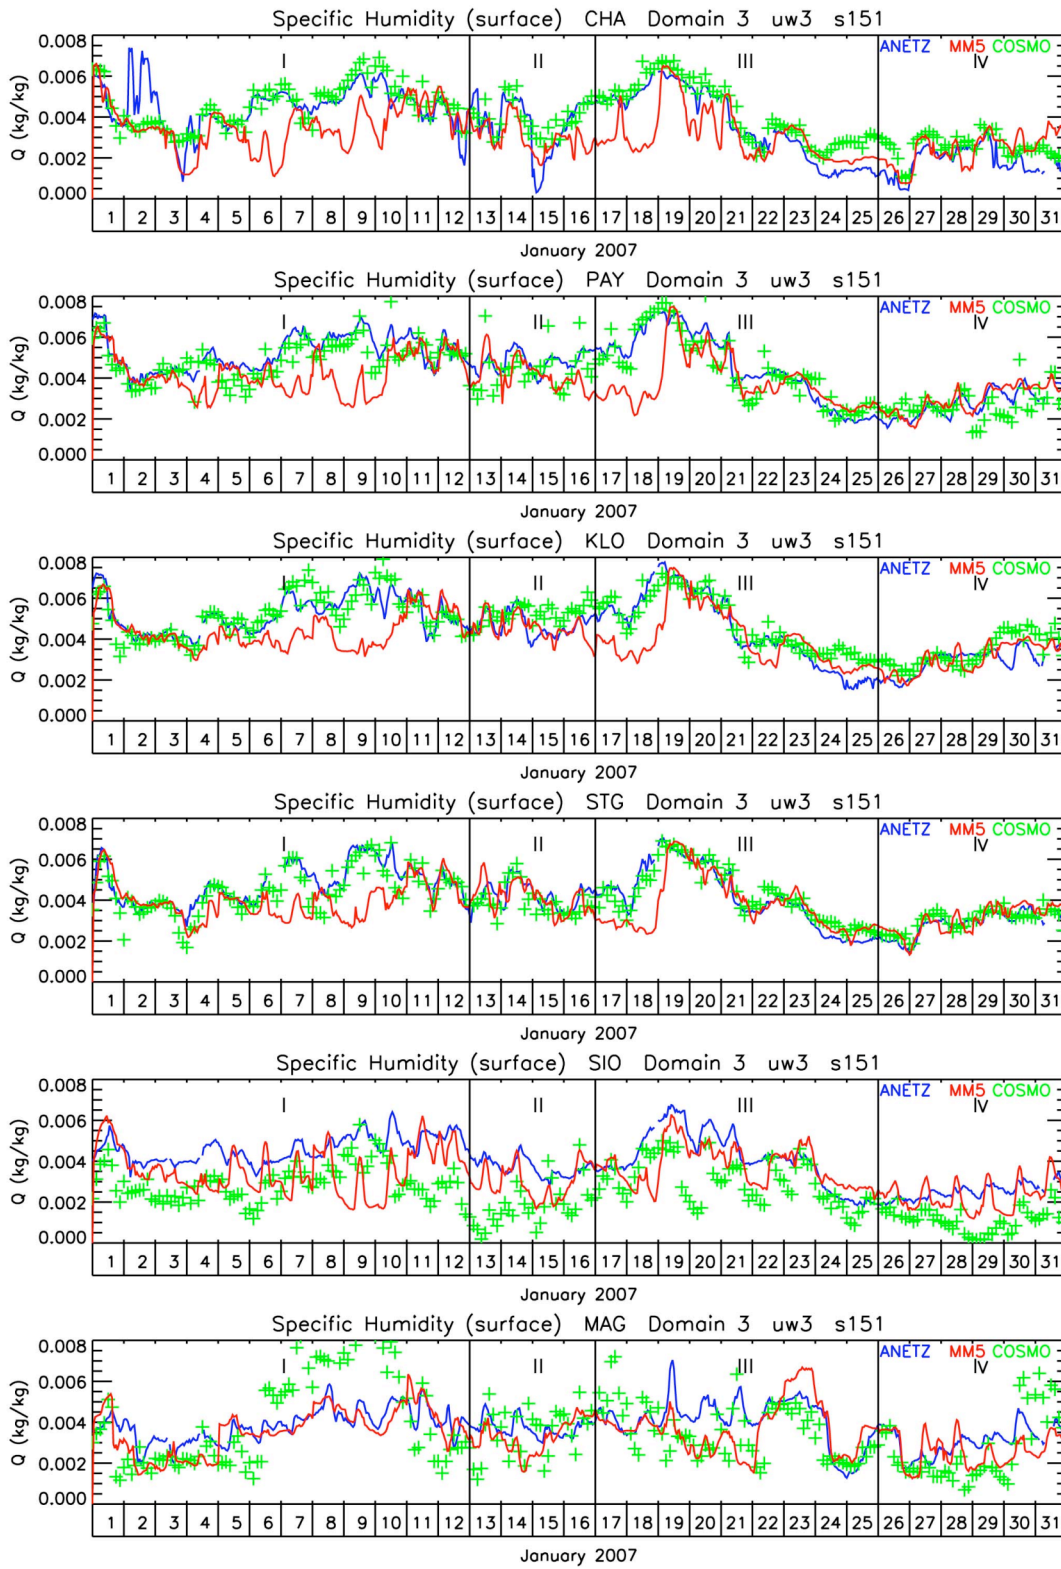 Specific Humidity (surface) CHA Domain 3 uw3 s151
0.008
0.006
0.004
0.002
0.000
Q (kg/kg)
I II III IV
ANETZ MM5 COSMO
1 2 3 4 5 6 7 8 9 10 11 12 13 14 15 16 17 18 19 20 21 22 23 24 25 26 27 28 29 30 31
January 2007
Specific Humidity (surface) PAY Domain 3 uw3 s151
0.008
0.006
0.004
0.002
0.000
Q (kg/kg)
I II III IV
ANETZ MM5 COSMO
1 2 3 4 5 6 7 8 9 10 11 12 13 14 15 16 17 18 19 20 21 22 23 24 25 26 27 28 29 30 31
January 2007
Specific Humidity (surface) KLO Domain 3 uw3 s151
0.008
0.006
0.004
0.002
0.000
Q (kg/kg)
I II III IV
ANETZ MM5 COSMO
1 2 3 4 5 6 7 8 9 10 11 12 13 14 15 16 17 18 19 20 21 22 23 24 25 26 27 28 29 30 31
January 2007
Specific Humidity (surface) STG Domain 3 uw3 s151
0.008
0.006
0.004
0.002
0.000
Q (kg/kg)
I II III IV
ANETZ MM5 COSMO
1 2 3 4 5 6 7 8 9 10 11 12 13 14 15 16 17 18 19 20 21 22 23 24 25 26 27 28 29 30 31
January 2007
Specific Humidity (surface) SIO Domain 3 uw3 s151
0.008
0.006
0.004
0.002
0.000
Q (kg/kg)
I II III IV
ANETZ MM5 COSMO
1 2 3 4 5 6 7 8 9 10 11 12 13 14 15 16 17 18 19 20 21 22 23 24 25 26 27 28 29 30 31
January 2007
Specific Humidity (surface) MAG Domain 3 uw3 s151
0.008
0.006
0.004
0.002
0.000
Q (kg/kg)
I II III IV
ANETZ MM5 COSMO
1 2 3 4 5 6 7 8 9 10 11 12 13 14 15 16 17 18 19 20 21 22 23 24 25 26 27 28 29 30 31
January 2007